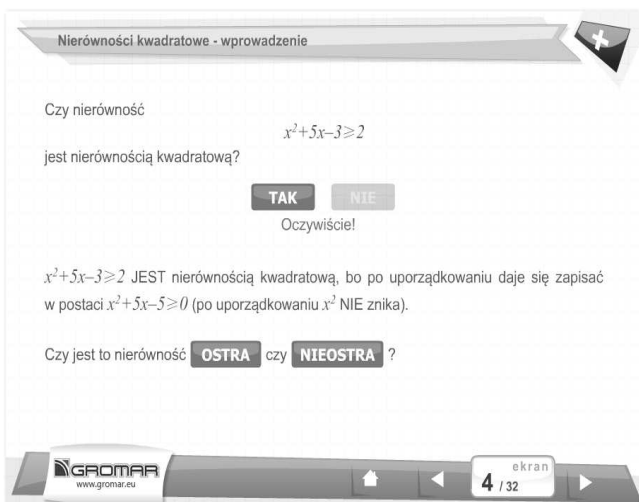 Nierówności kwadratowe - wprowadzenie
Czy nierówność
x²+5x–3⩾2
jest nierównością kwadratową?
TAK NIE
Oczywiście!
x²+5x–3⩾2 JEST nierównością kwadratową, bo po uporządkowaniu daje się zapisać
w postaci x²+5x–5⩾0 (po uporządkowaniu x² NIE znika).
Czy jest to nierówność OSTRA czy NIEOSTRA ?
GROMAR
www.gromar.eu
ekran
4 / 32